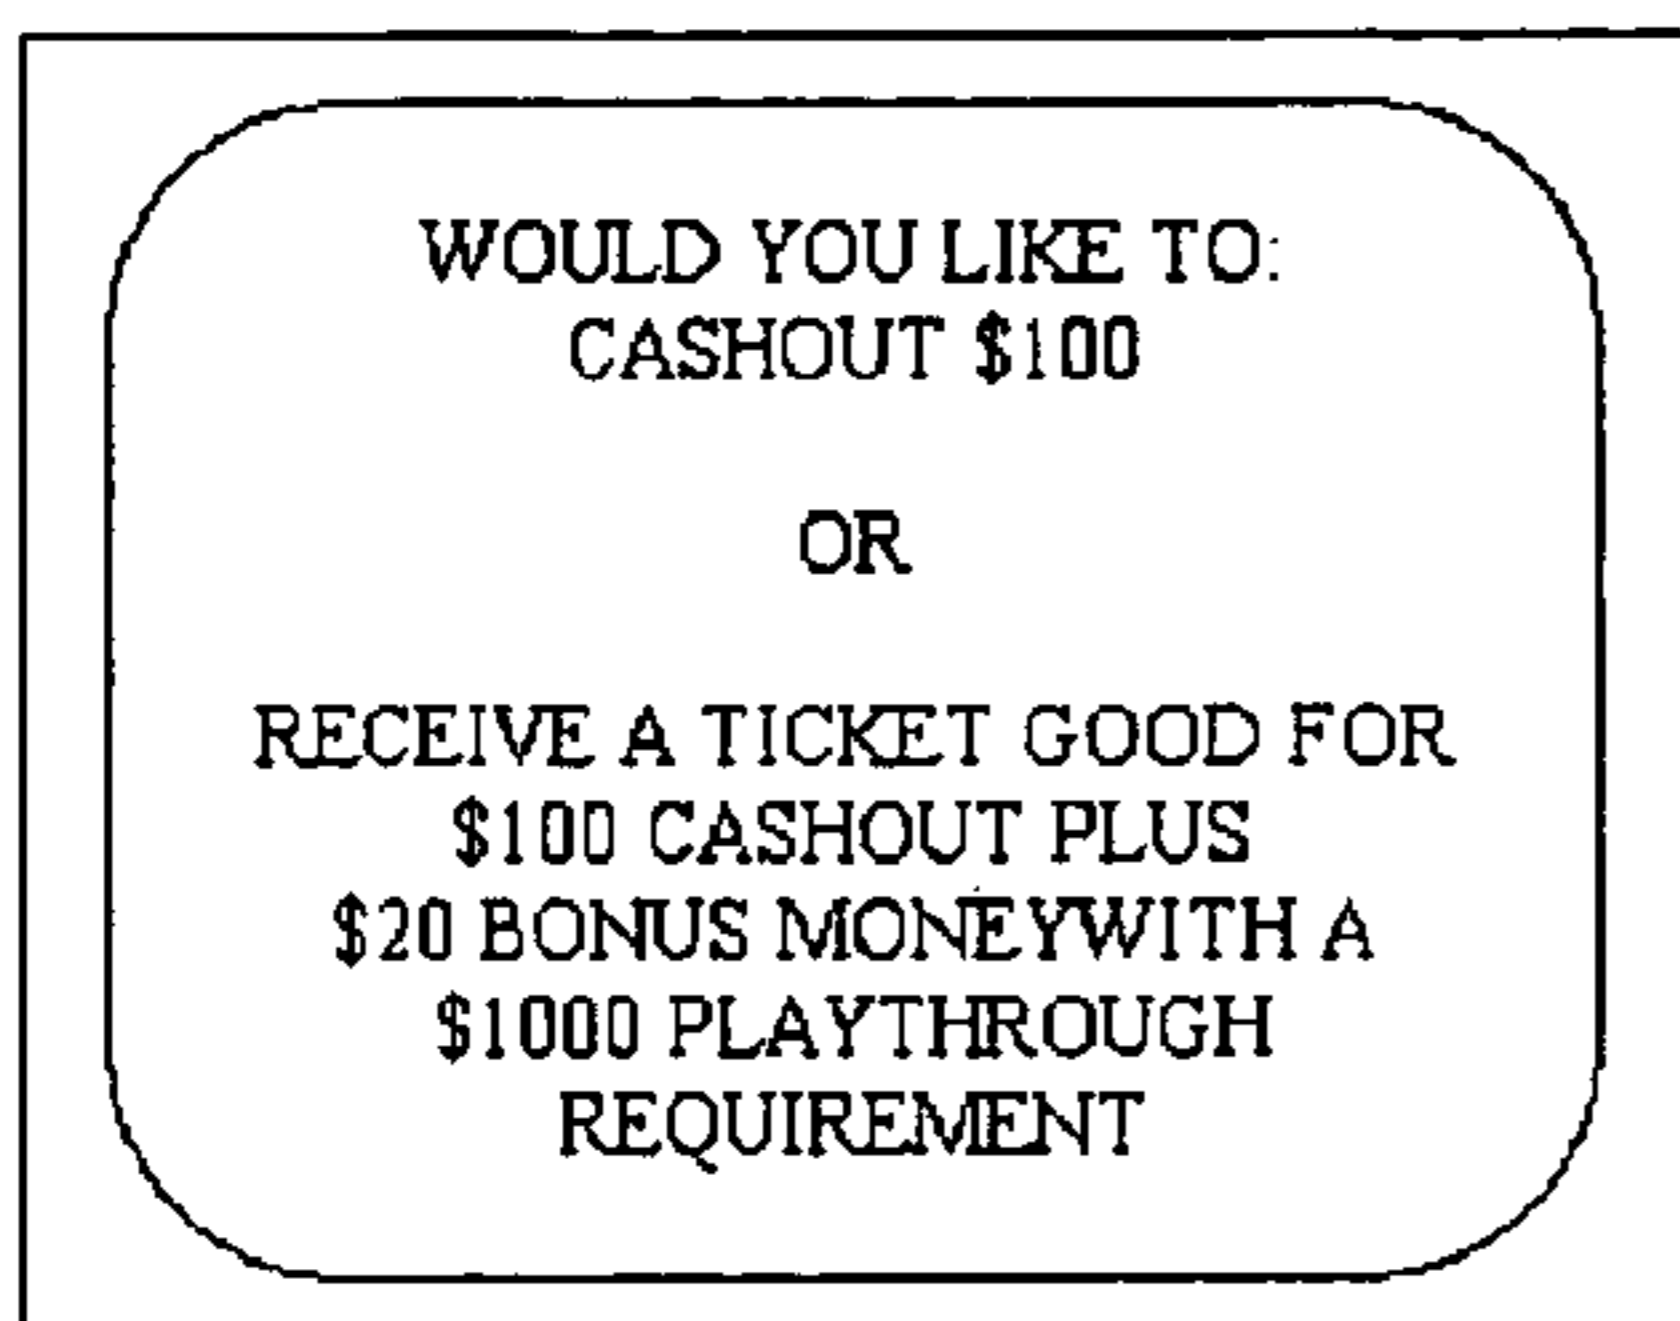 WOULD YOU LIKE TO:
CASHOUT $100
OR
RECEIVE A TICKET GOOD FOR
$100 CASHOUT PLUS
$20 BONUS MONEYWITH A
$1000 PLAYTHROUGH
REQUIREMENT